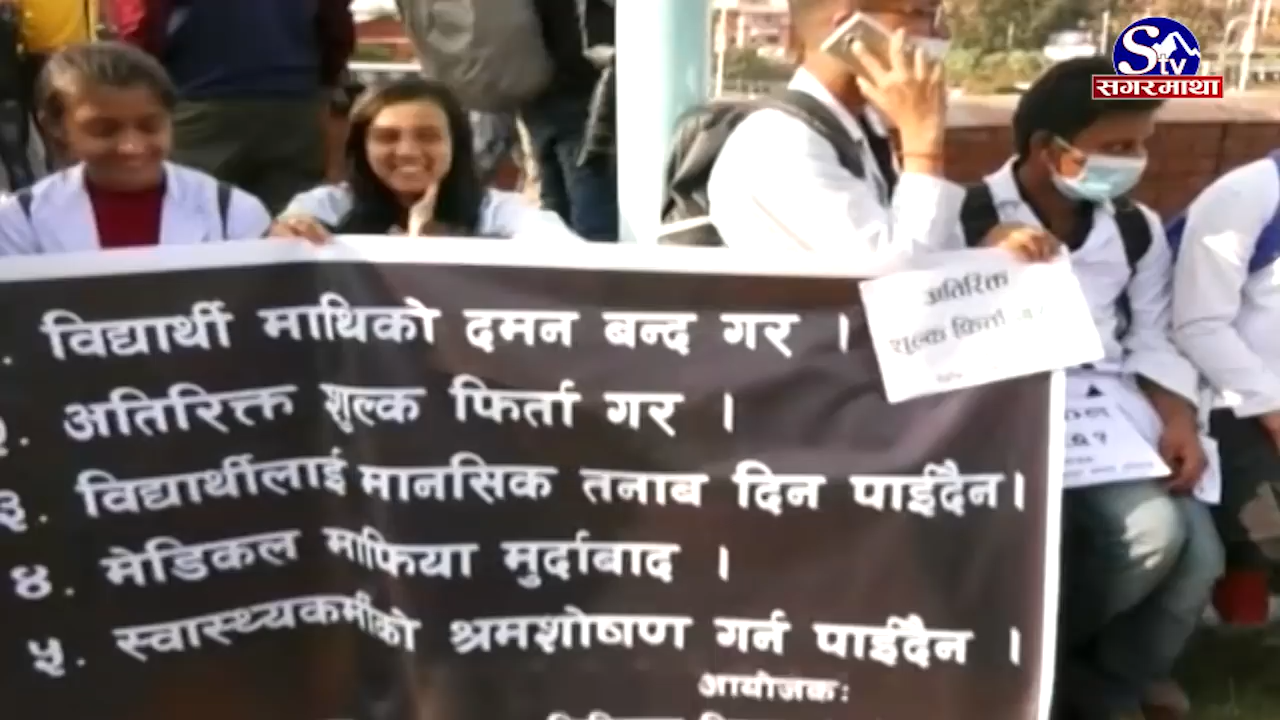 Stv
सगरमाथा
. विद्यार्थी माथिको दमन बन्द गर ।
२. अतिरिक्त शुल्क फिर्ता गर ।
३. विद्यार्थीलाई मानसिक तनाब दिन पाईदैन।
४. मेडिकल माफिया मुर्दाबाद ।
५. स्वास्थ्यकर्मीको श्रमशोषण गर्न पाईदैन ।
आयोजक:
अतिरिक्त
शुल्क फिर्ता